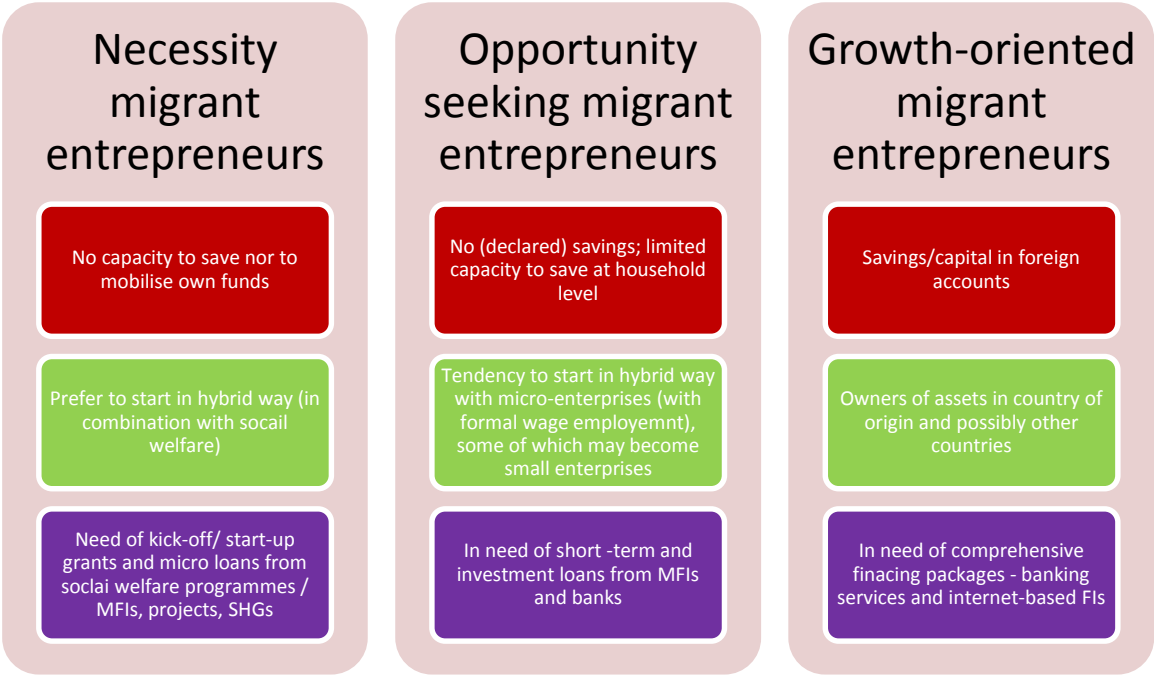 Necessity
migrant
entrepreneurs
No capacity to save nor to
mobilise own funds
Prefer to start in hybrid way (in
combination with socail
welfare)
Need of kick-off/ start-up
grants and micro loans from
soclai welfare programmes /
MFIs, projects, SHGs
Opportunity
seeking migrant
entrepreneurs
No (declared) savings; limited
capacity to save at household
level
Tendency to start in hybrid way
with micro-enterprises (with
formal wage employemnt),
some of which may become
small enterprises
In need of short -term and
investment loans from MFIs
and banks
Growth-oriented
migrant
entrepreneurs
Savings/capital in foreign
accounts
Owners of assets in country of
origin and possibly other
countries
In need of comprehensive
finacing packages - banking
services and internet-based FIs